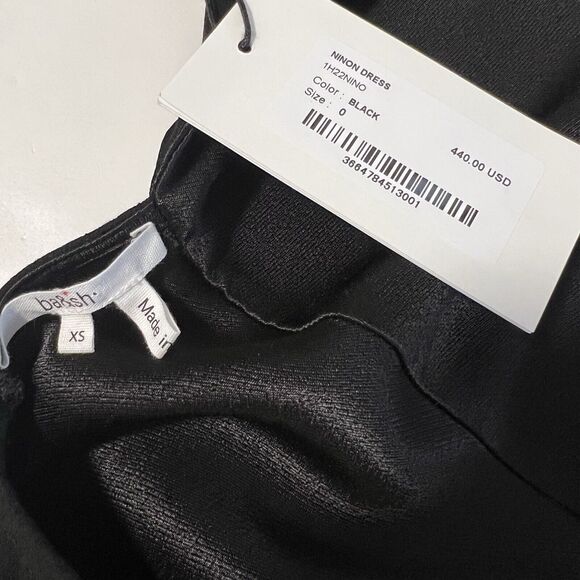 NINON DRESS
1H22NINO
Color : BLACK
Size : 0
440.00 USD
3664784513001
ba&sh
XS
Made in